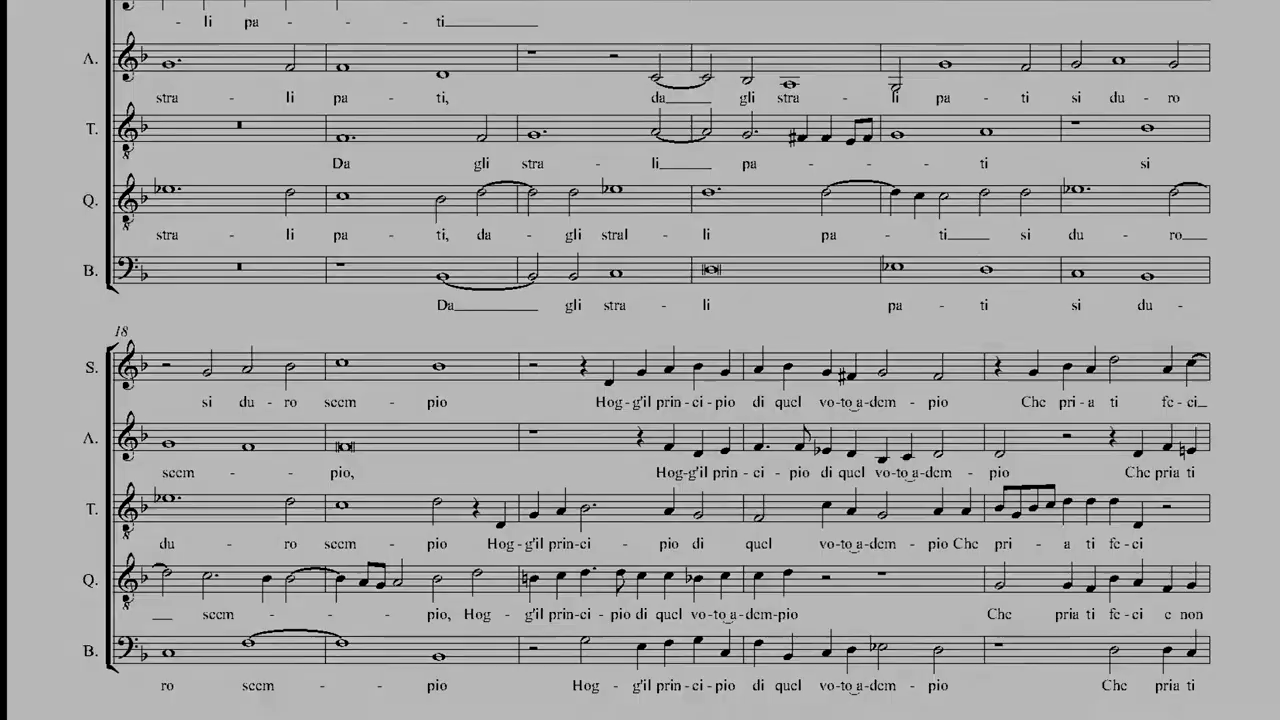 - li pa - - ti
A.
stra - li pa - ti, da gli stra - li pa - ti si du - ro
T.
Da gli stra - li pa - - ti si
Q.
stra - li pa - ti, da - gli stral - li pa - ti si du - ro
B.
Da gli stra - li pa - ti si du -
18
S.
si du - ro scem - pio Hog-g'il prin-ci-pio di quel vo-to a-dem-pio Che pri-a ti fe-ci
A.
scem - pio, Hog-g'il prin-ci-pio di quel vo-to a-dem-pio Che pria ti
T.
du - ro scem - pio Hog-g'il prin-ci-pio di quel vo-to a-dem-pio Che pri-a ti fe-ci
Q.
scem - pio, Hog-g'il prin-ci-pio di quel vo-to a-dem-pio Che pria ti fe-ci e non
B.
ro scem - pio Hog - g'il prin-ci-pio di quel vo-to a-dem-pio Che pria ti